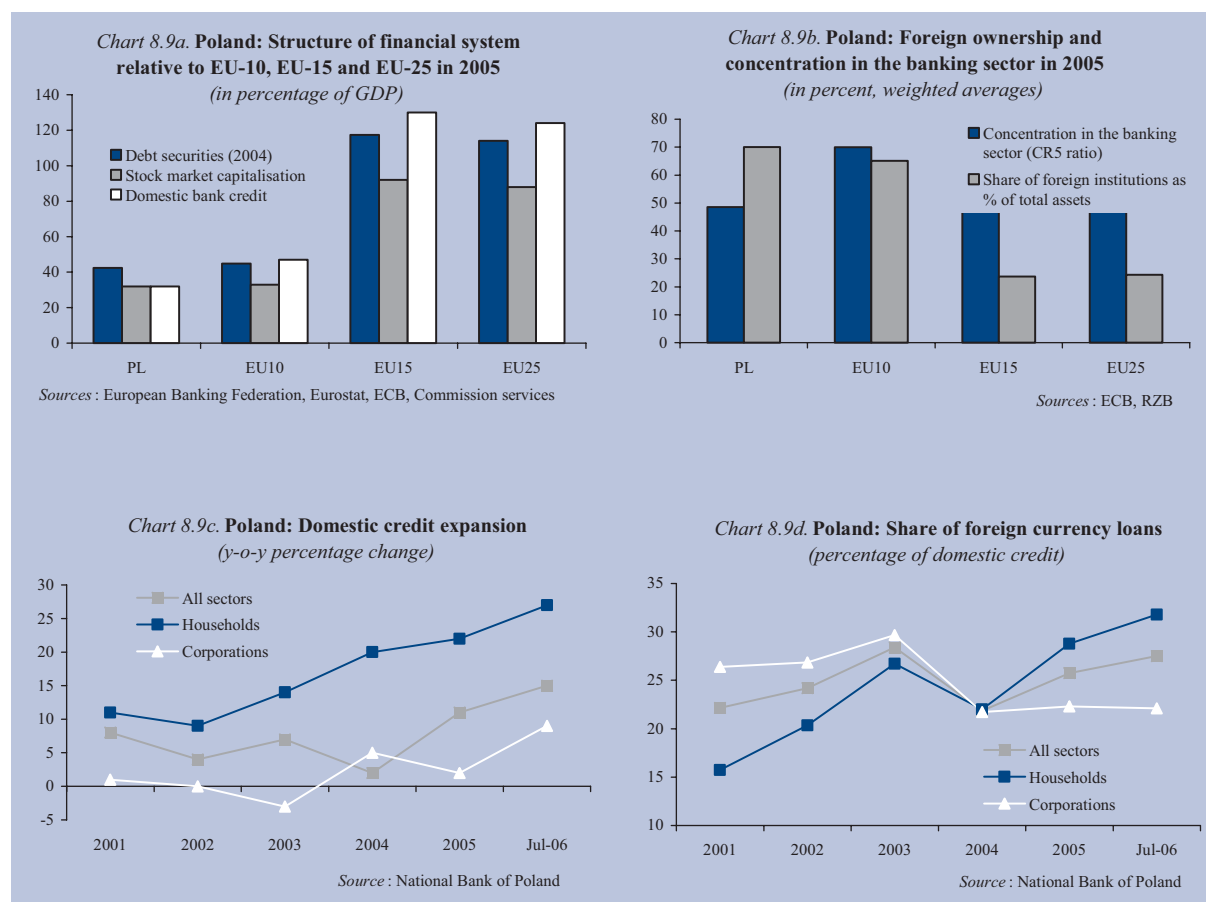 Chart 8.9a. Poland: Structure of financial system
relative to EU-10, EU-15 and EU-25 in 2005
(in percentage of GDP)
140
120
100
80
60
40
20
0
Debt securities (2004)
Stock market capitalisation
Domestic bank credit
PL EU10 EU15 EU25
Sources : European Banking Federation, Eurostat, ECB, Commission services
Chart 8.9b. Poland: Foreign ownership and
concentration in the banking sector in 2005
(in percent, weighted averages)
80
70
60
50
40
30
20
10
0
Concentration in the banking
sector (CR5 ratio)
Share of foreign institutions as
% of total assets
PL EU10 EU15 EU25
Sources : ECB, RZB
Chart 8.9c. Poland: Domestic credit expansion
(y-o-y percentage change)
30
25
20
15
10
5
0
-5
All sectors
Households
Corporations
2001 2002 2003 2004 2005 Jul-06
Source : National Bank of Poland
Chart 8.9d. Poland: Share of foreign currency loans
(percentage of domestic credit)
35
30
25
20
15
10
All sectors
Households
Corporations
2001 2002 2003 2004 2005 Jul-06
Source : National Bank of Poland